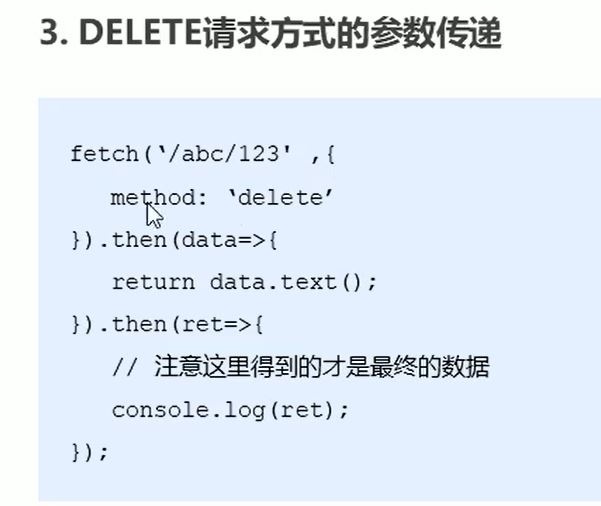 3. DELETE请求方式的参数传递
fetch(‘/abc/123' ,{
method: ‘delete’
}).then(data=>{
return data.text();
}).then(ret=>{
// 注意这里得到的才是最终的数据
console.log(ret);
});